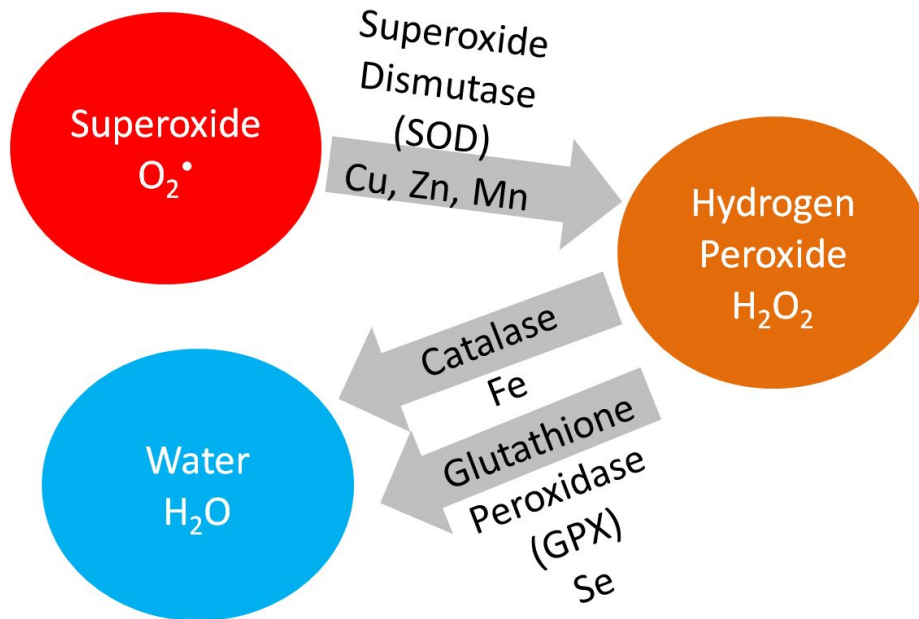 Superoxide
O₂•
Superoxide
Dismutase
(SOD)
Cu, Zn, Mn
Hydrogen
Peroxide
H₂O₂
Catalase
Fe
Glutathione
Peroxidase
(GPX)
Se
Water
H₂O